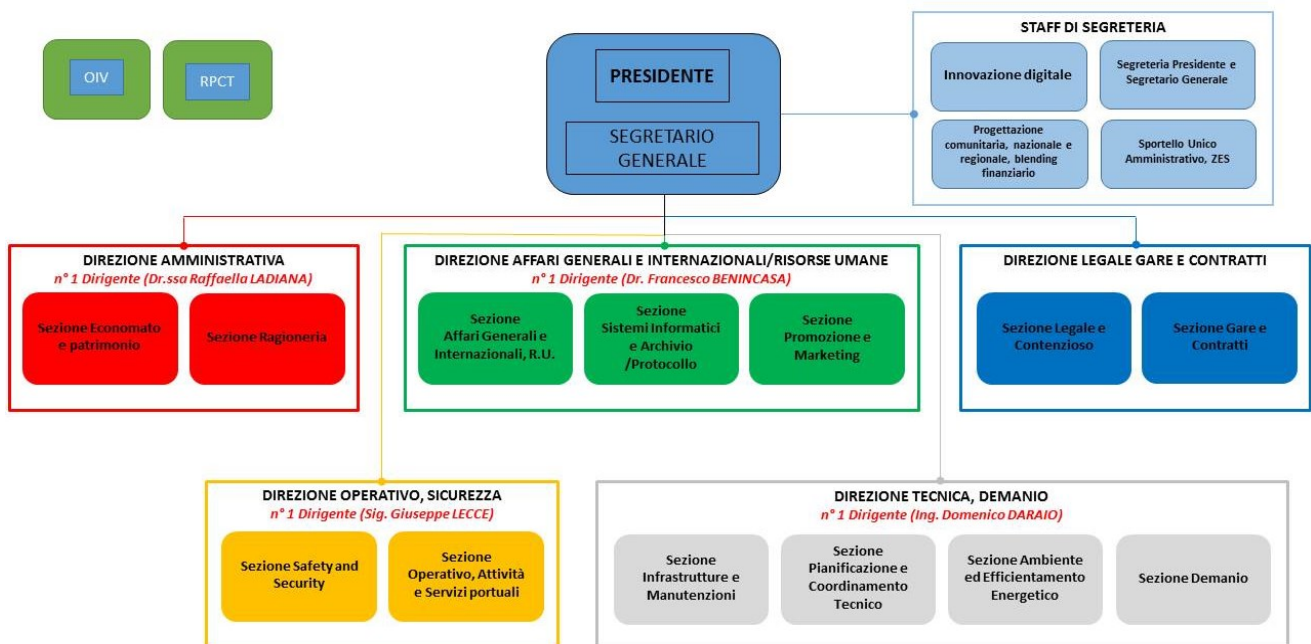 OIV
RPCT
PRESIDENTE
SEGRETARIO
GENERALE
STAFF DI SEGRETERIA
Innovazione digitale
Segreteria Presidente e
Segretario Generale
Progettazione
comunitaria, nazionale e
regionale, blending
finanziario
Sportello Unico
Amministrativo, ZES
DIREZIONE AMMINISTRATIVA
n° 1 Dirigente (Dr.ssa Raffaella LADIANA)
Sezione Economato
e patrimonio
Sezione Ragioneria
DIREZIONE AFFARI GENERALI E INTERNAZIONALI/RISORSE UMANE
n° 1 Dirigente (Dr. Francesco BENINCASA)
Sezione
Affari Generali e
Internazionali, R.U.
Sezione
Sistemi Informatici
e Archivio
/Protocollo
Sezione
Promozione e
Marketing
DIREZIONE LEGALE GARE E CONTRATTI
Sezione Legale e
Contenzioso
Sezione Gare e
Contratti
DIREZIONE OPERATIVO, SICUREZZA
n° 1 Dirigente (Sig. Giuseppe LECCE)
Sezione Safety and
Security
Sezione
Operativo, Attività
e Servizi portuali
DIREZIONE TECNICA, DEMANIO
n° 1 Dirigente (Ing. Domenico DARAIO)
Sezione
Infrastrutture e
Manutenzioni
Sezione
Pianificazione e
Coordinamento
Tecnico
Sezione Ambiente
ed Efficientamento
Energetico
Sezione Demanio